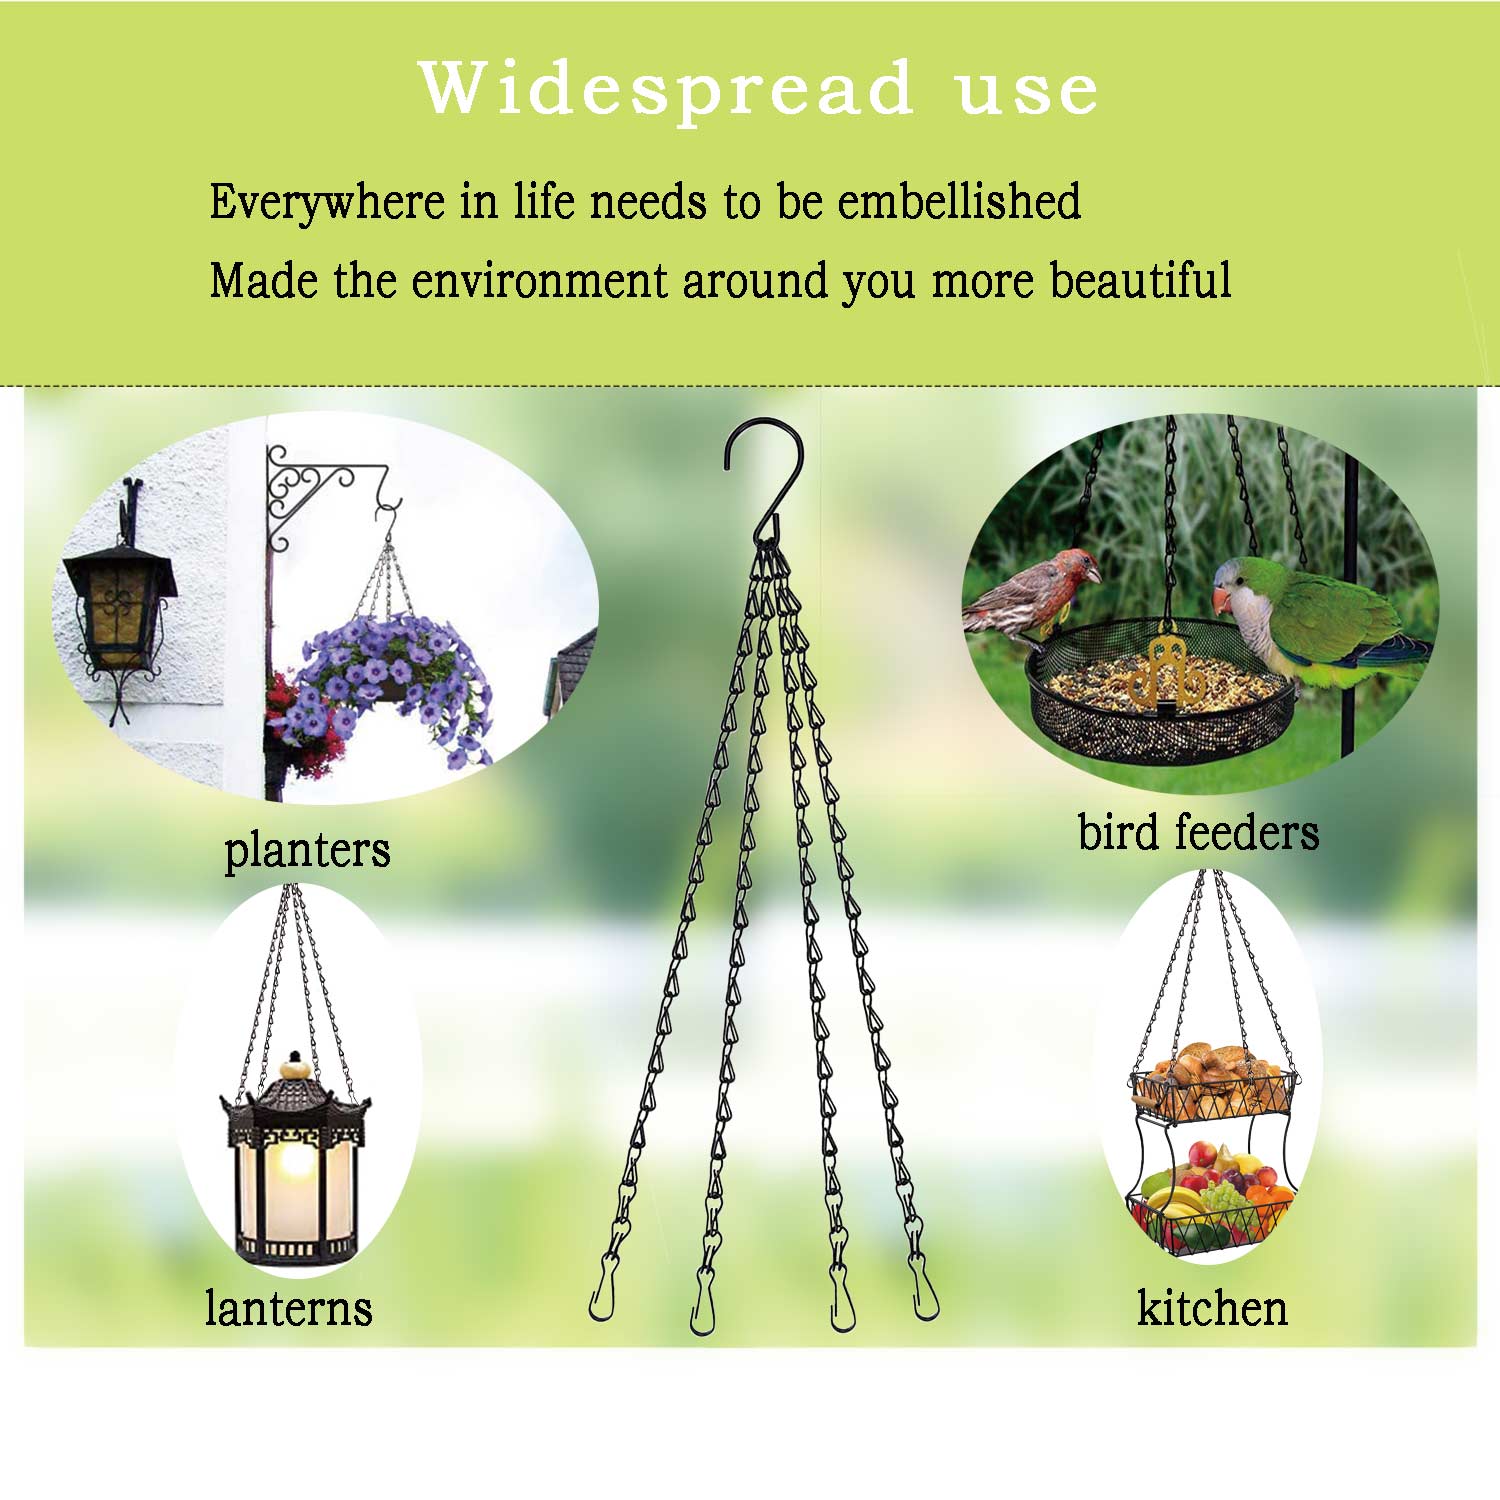 Widespread use
Everywhere in life needs to be embellished
Made the environment around you more beautiful
planters
bird feeders
lanterns
kitchen